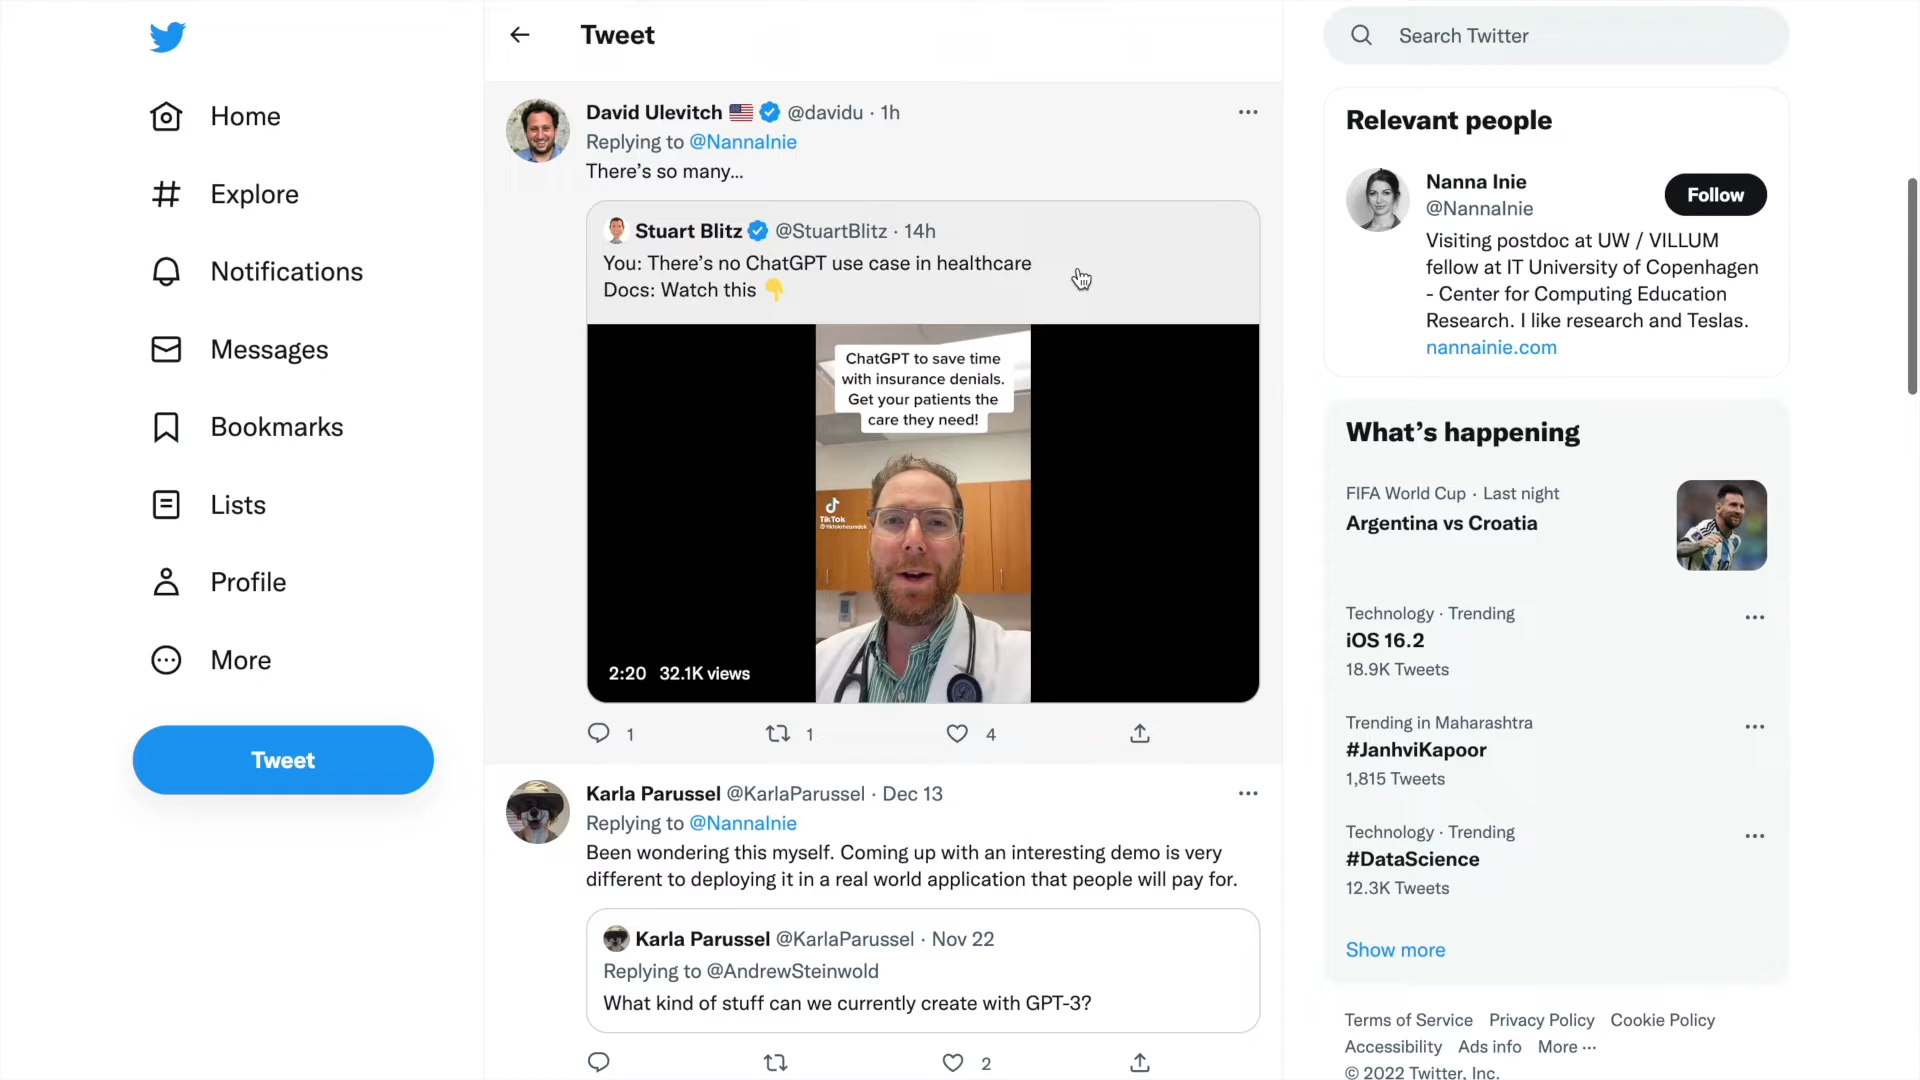 Home
Explore
Notifications
Messages
Bookmarks
Lists
Profile
More
Tweet
Tweet
David Ulevitch 🇺🇸 @davidu · 1h
Replying to @NannaInie
There’s so many…
Stuart Blitz @StuartBlitz · 14h
You: There’s no ChatGPT use case in healthcare
Docs: Watch this 👇
ChatGPT to save time
with insurance denials.
Get your patients the
care they need!
TikTok
2:20 32.1K views
1 1 4
Karla Parussel @KarlaParussel · Dec 13
Replying to @NannaInie
Been wondering this myself. Coming up with an interesting demo is very
different to deploying it in a real world application that people will pay for.
Karla Parussel @KarlaParussel · Nov 22
Replying to @AndrewSteinwold
What kind of stuff can we currently create with GPT-3?
2
Search Twitter
Relevant people
Nanna Inie
@NannaInie
Follow
Visiting postdoc at UW / VILLUM
fellow at IT University of Copenhagen
- Center for Computing Education
Research. I like research and Teslas.
nannainie.com
What’s happening
FIFA World Cup · Last night
Argentina vs Croatia
Technology · Trending
iOS 16.2
18.9K Tweets
Trending in Maharashtra
#JanhviKapoor
1,815 Tweets
Technology · Trending
#DataScience
12.3K Tweets
Show more
Terms of Service Privacy Policy Cookie Policy
Accessibility Ads info More ···
© 2022 Twitter, Inc.